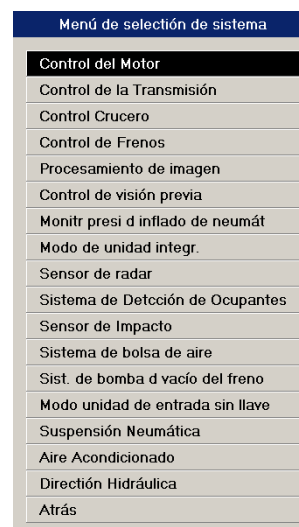 Menú de selección de sistema
Control del Motor
Control de la Transmisión
Control Crucero
Control de Frenos
Procesamiento de imagen
Control de visión previa
Monitr presi d inflado de neumát
Modo de unidad integr.
Sensor de radar
Sistema de Detcción de Ocupantes
Sensor de Impacto
Sistema de bolsa de aire
Sist. de bomba d vacío del freno
Modo unidad de entrada sin llave
Suspensión Neumática
Aire Acondicionado
Directión Hidráulica
Atrás